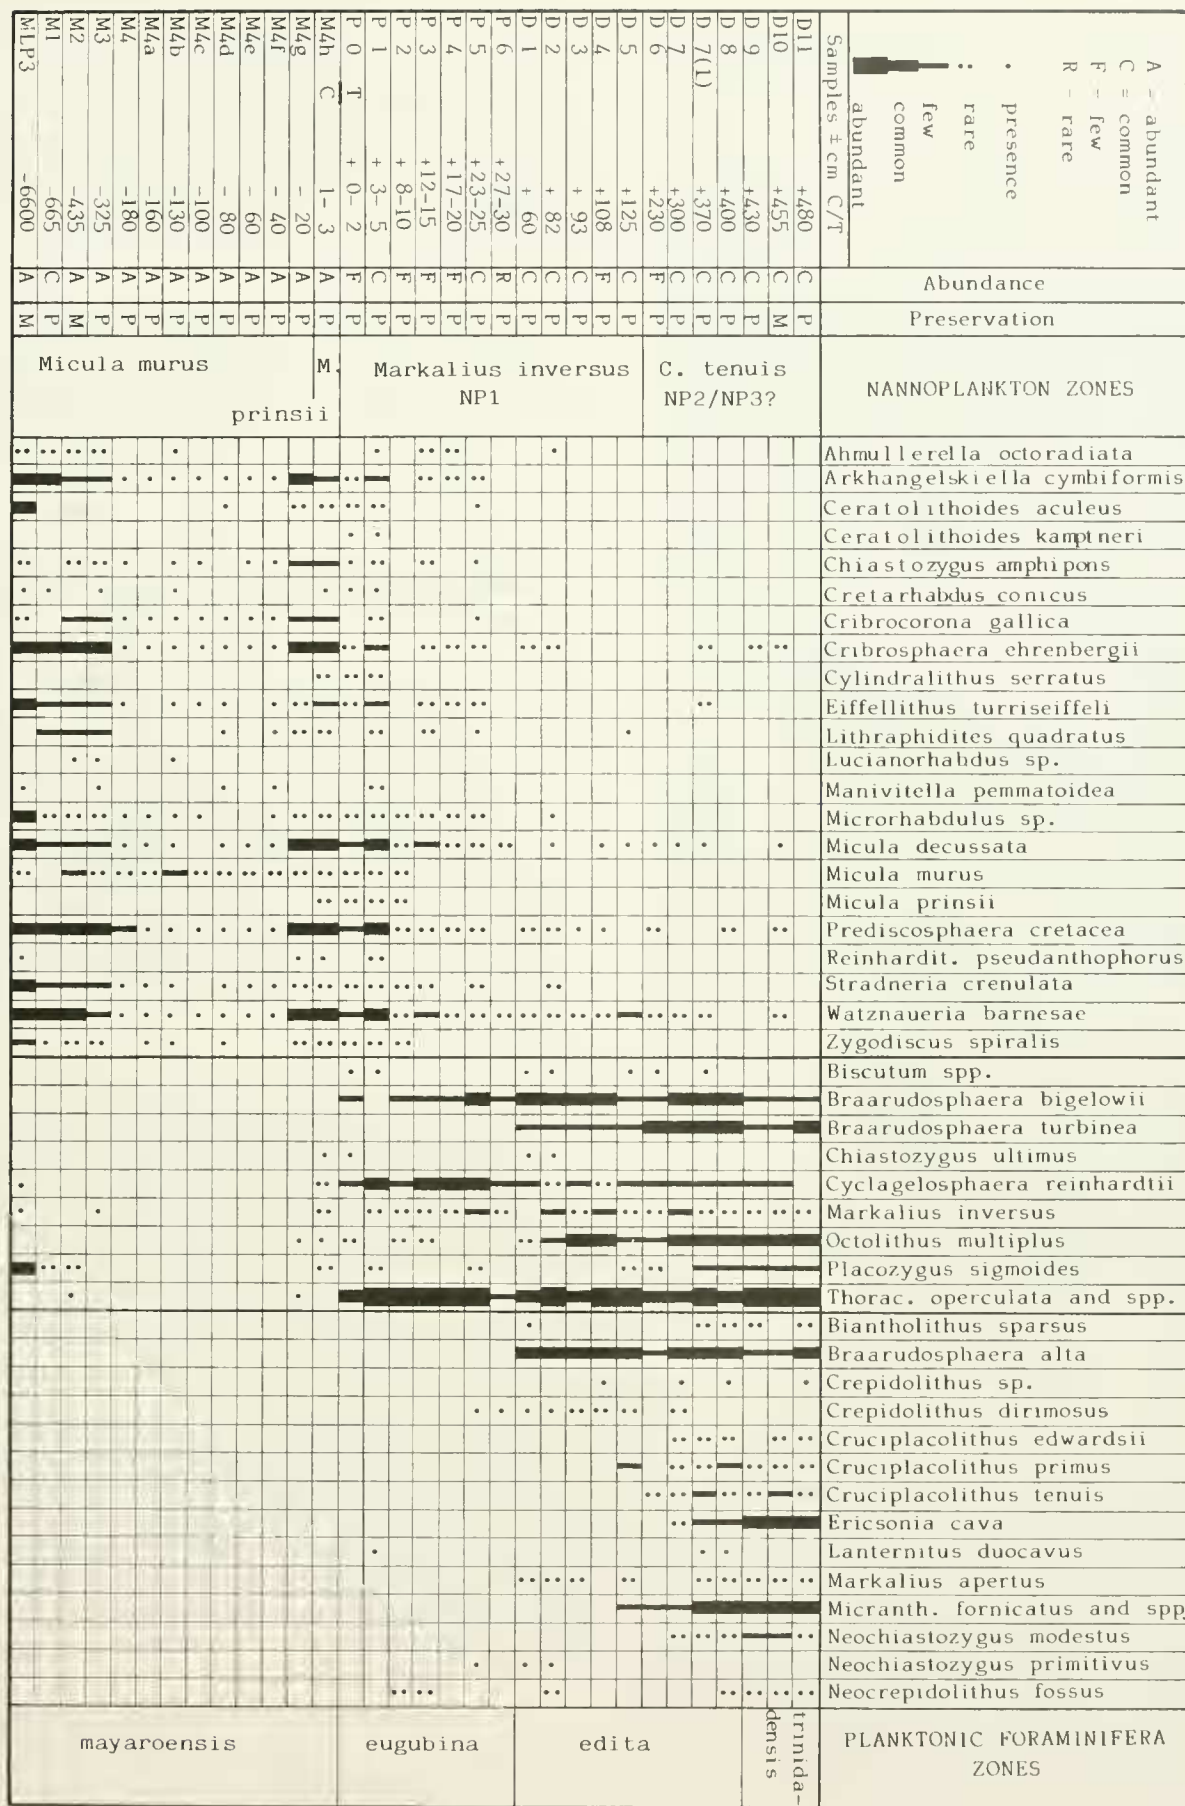 A - abundant
C = common
F = few
R - rare
presence
rare
few
common
abundant
Samples ± cm C/T
D11 +480 C P
D10 +455 C M
D 9 +430 C P
D 8 +400 C P
D 7(1) +370 C P
D 7 +300 C P
D 6 +230 F P
D 5 +125 C P
D 4 +108 F P
D 3 + 93 C P
D 2 + 82 C P
D 1 + 60 C P
P 6 +27-30 R P
P 5 +23-25 C P
P 4 +17-20 F P
P 3 +12-15 F P
P 2 + 8-10 F P
P 1 + 3- 5 C P
P 0 T + 0- 2 F P
M4h C 1- 3 A P
M4g - 20 A P
M4f - 40 A P
M4e - 60 A P
M4d - 80 A P
M4c -100 A P
M4b -130 A P
M4a -160 A P
M4 -180 A P
M3 -325 A P
M2 -435 A M
M1 -665 C P
MLP3 -6600 A M
Abundance
Preservation
Micula murus
M. prinsii
Markalius inversus
NP1
C. tenuis
NP2/NP3?
NANNOPLANKTON ZONES
Ahmullerella octoradiata
Arkhangelskiella cymbiformis
Ceratolithoides aculeus
Ceratolithoides kamptneri
Chiastozygus amphipons
Cretarhabdus conicus
Cribrocorona gallica
Cribrosphaera ehrenbergii
Cylindralithus serratus
Eiffellithus turriseiffeli
Lithraphidites quadratus
Lucianorhabdus sp.
Manivitella pemmatoidea
Microrhabdulus sp.
Micula decussata
Micula murus
Micula prinsii
Prediscosphaera cretacea
Reinhardit. pseudanthophorus
Stradneria crenulata
Watznaueria barnesae
Zygodiscus spiralis
Biscutum spp.
Braarudosphaera bigelowii
Braarudosphaera turbinea
Chiastozygus ultimus
Cyclagelosphaera reinhardtii
Markalius inversus
Octolithus multiplus
Placozygus sigmoides
Thorac. operculata and spp.
Biantholithus sparsus
Braarudosphaera alta
Crepidolithus sp.
Crepidolithus dirimosus
Cruciplacolithus edwardsii
Cruciplacolithus primus
Cruciplacolithus tenuis
Ericsonia cava
Lanternitus duocavus
Markalius apertus
Micranth. fornicatus and spp.
Neochiastozygus modestus
Neochiastozygus primitivus
Neocrepidolithus fossus
mayaroensis
eugubina
edita
trinida-
densis
PLANKTONIC FORAMINIFERA
ZONES